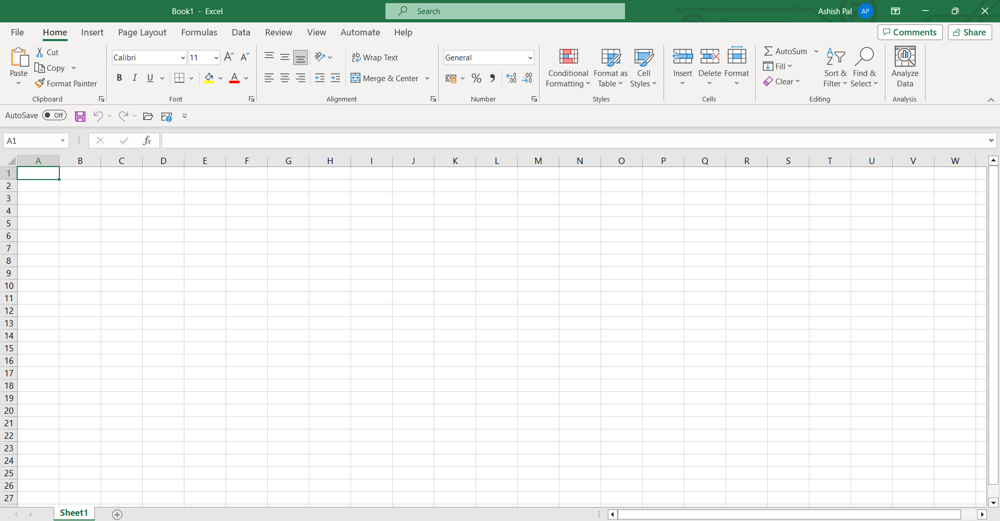 Book1 - Excel
Search
Ashish Pal AP
File Home Insert Page Layout Formulas Data Review View Automate Help
Comments Share
Paste
Cut
Copy
Format Painter
Clipboard
Calibri 11
B I U A
Font
ab Wrap Text
Merge & Center
Alignment
General
% , .00 .00
Number
Conditional Formatting
Format as Table
Cell Styles
Styles
Insert Delete Format
Cells
AutoSum
Fill
Clear
Sort & Filter
Find & Select
Editing
Analyze Data
Analysis
AutoSave Off
A1 fx
A B C D E F G H I J K L M N O P Q R S T U V W
1
2
3
4
5
6
7
8
9
10
11
12
13
14
15
16
17
18
19
20
21
22
23
24
25
26
27
Sheet1